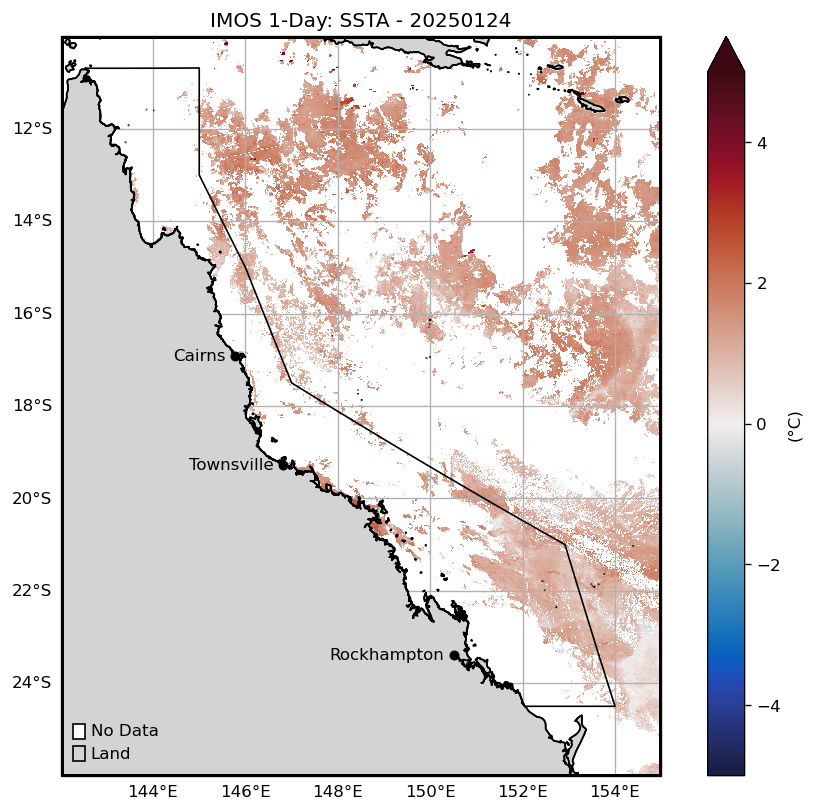 IMOS 1-Day: SSTA - 20250124
12°S
14°S
16°S
18°S
20°S
22°S
24°S
Cairns
Townsville
Rockhampton
No Data
Land
144°E 146°E 148°E 150°E 152°E 154°E
4
2
0
−2
−4
(°C)